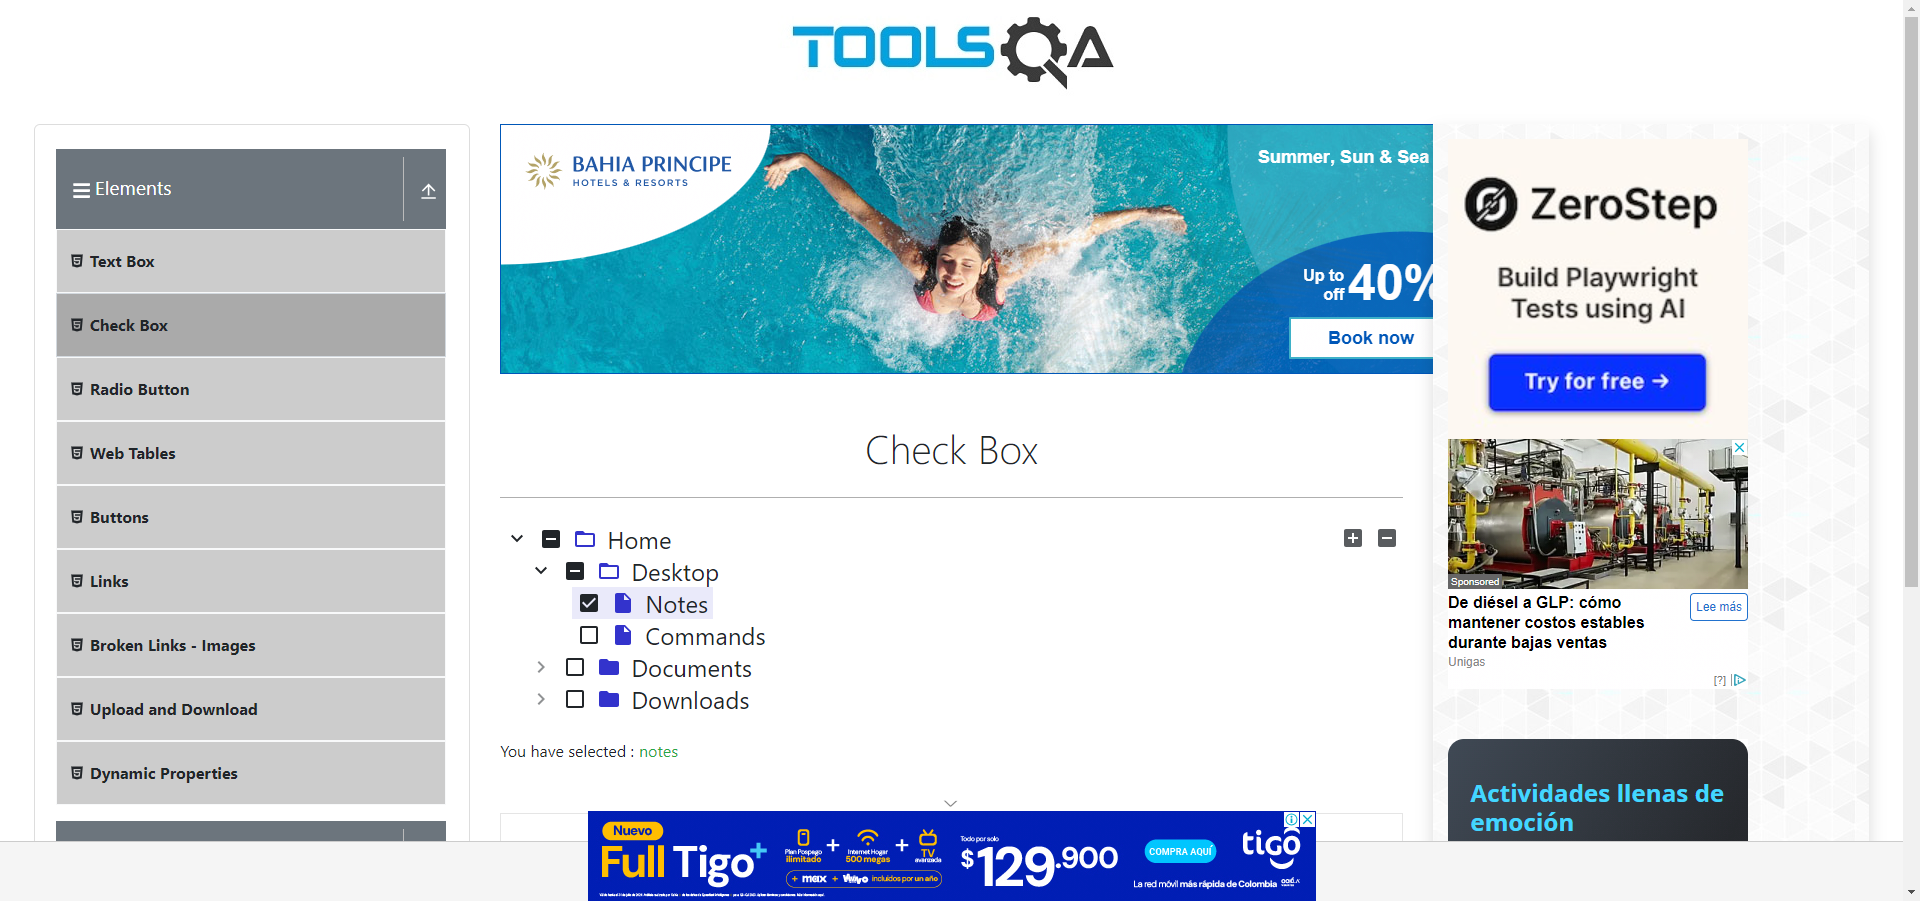 TOOLSQA
Elements
Text Box
Check Box
Radio Button
Web Tables
Buttons
Links
Broken Links - Images
Upload and Download
Dynamic Properties
BAHIA PRINCIPE
HOTELS & RESORTS
Summer, Sun & Sea
Up to
off 40%
Book now
Check Box
Home
Desktop
Notes
Commands
Documents
Downloads
You have selected : notes
ZeroStep
Build Playwright
Tests using AI
Try for free →
Sponsored
De diésel a GLP: cómo
mantener costos estables
durante bajas ventas
Lee más
Unigas
[?]
Actividades llenas de
emoción
Nuevo
Full Tigo+
Plan Pospago
ilimitado
+
Internet Hogar
500 megas
+
TV
avanzada
+ max + Vix incluidos por un año
Todo por solo
$129.900
COMPRA AQUÍ
tigo
La red móvil más rápida de Colombia